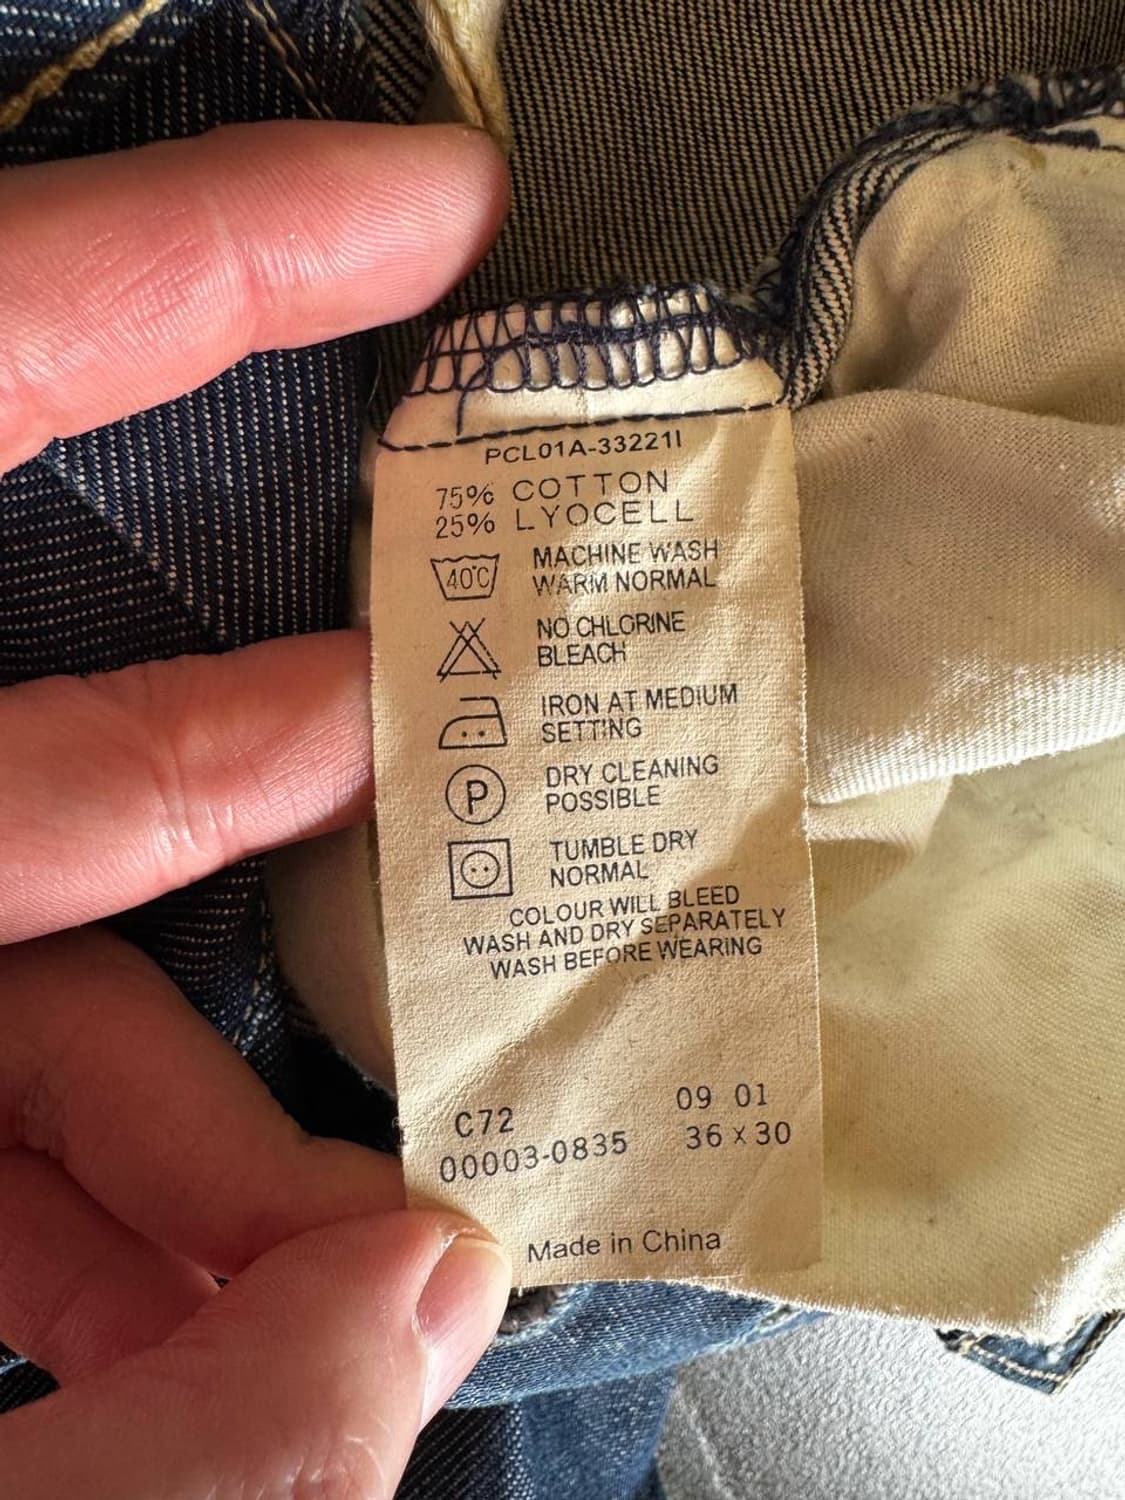 PCL01A-33221I
75% COTTON
25% LYOCELL
40°C MACHINE WASH
WARM NORMAL
NO CHLORINE
BLEACH
IRON AT MEDIUM
SETTING
P DRY CLEANING
POSSIBLE
TUMBLE DRY
NORMAL
COLOUR WILL BLEED
WASH AND DRY SEPARATELY
WASH BEFORE WEARING
C72 09 01
00003-0835 36 x 30
Made in China